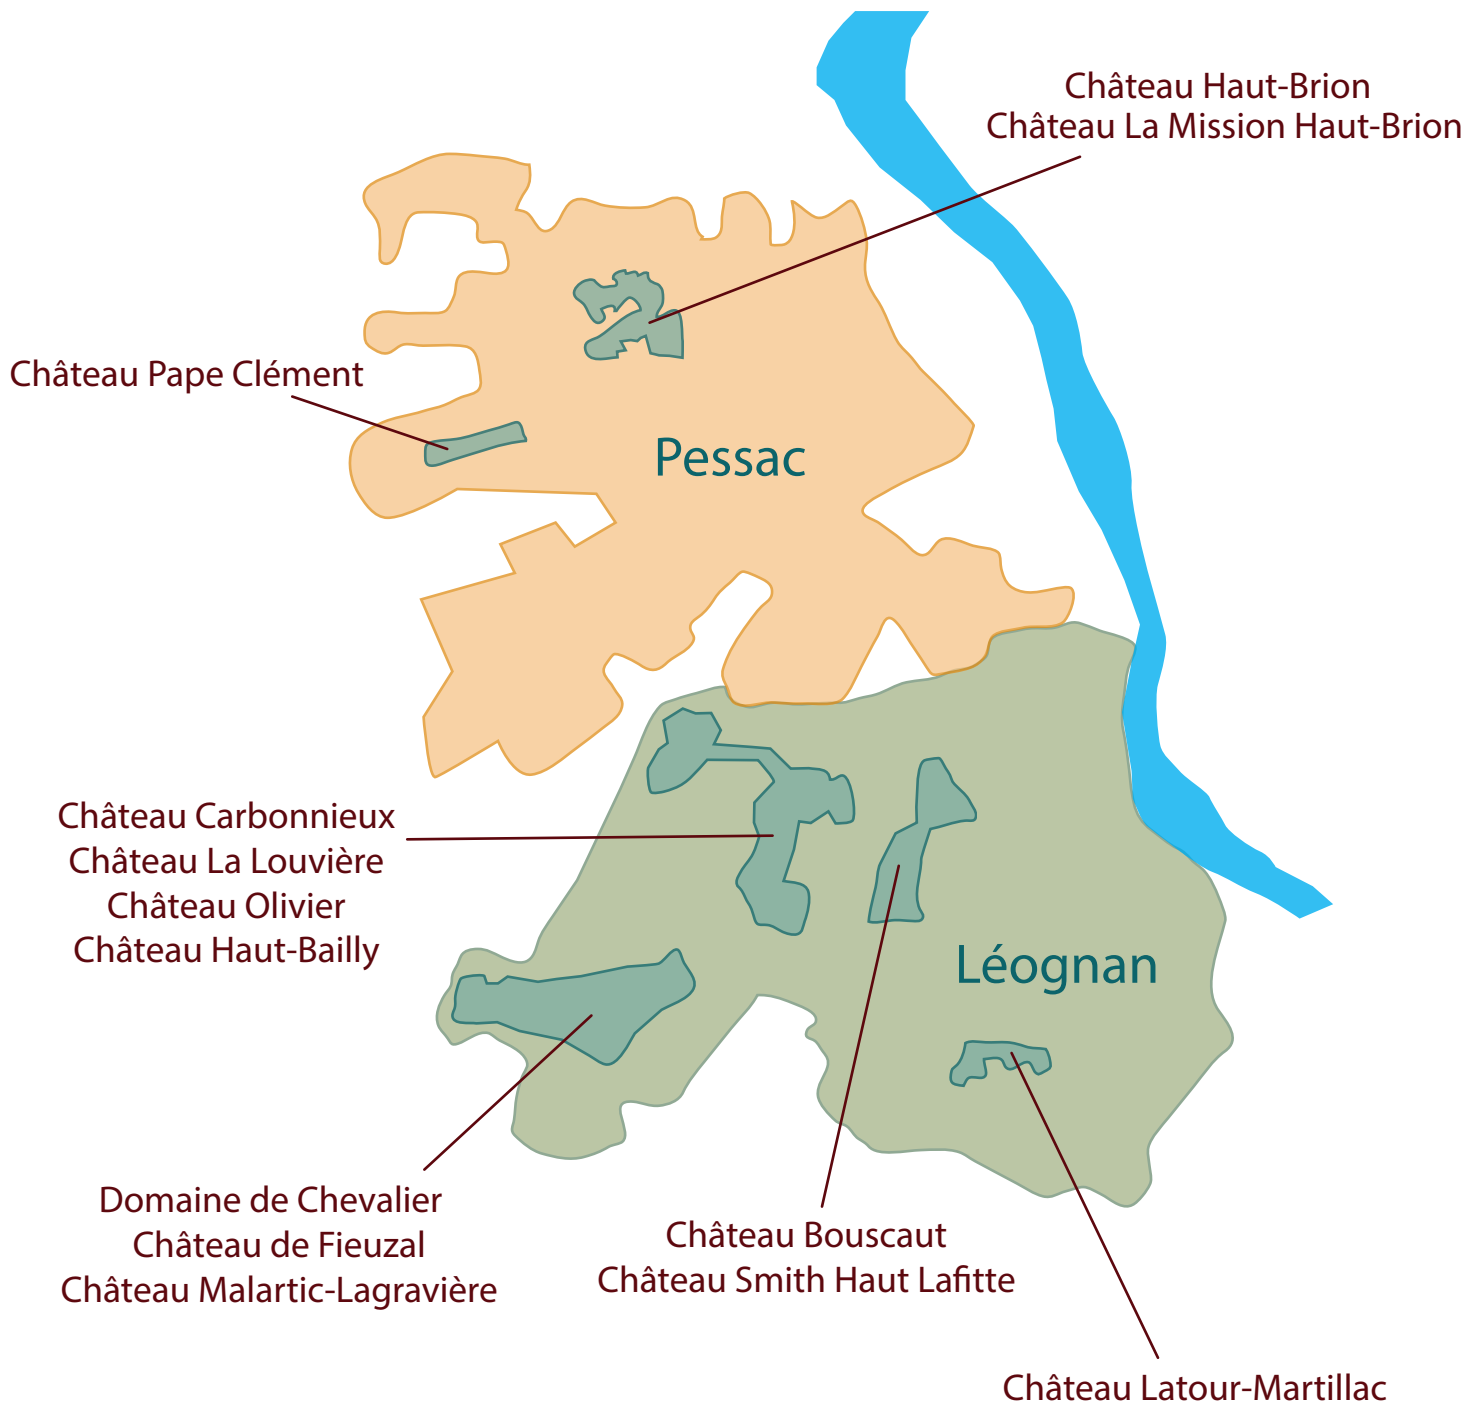 Château Haut-Brion
Château La Mission Haut-Brion
Château Pape Clément
Pessac
Château Carbonnieux
Château La Louvière
Château Olivier
Château Haut-Bailly
Léognan
Domaine de Chevalier
Château de Fieuzal
Château Malartic-Lagravière
Château Bouscaut
Château Smith Haut Lafitte
Château Latour-Martillac